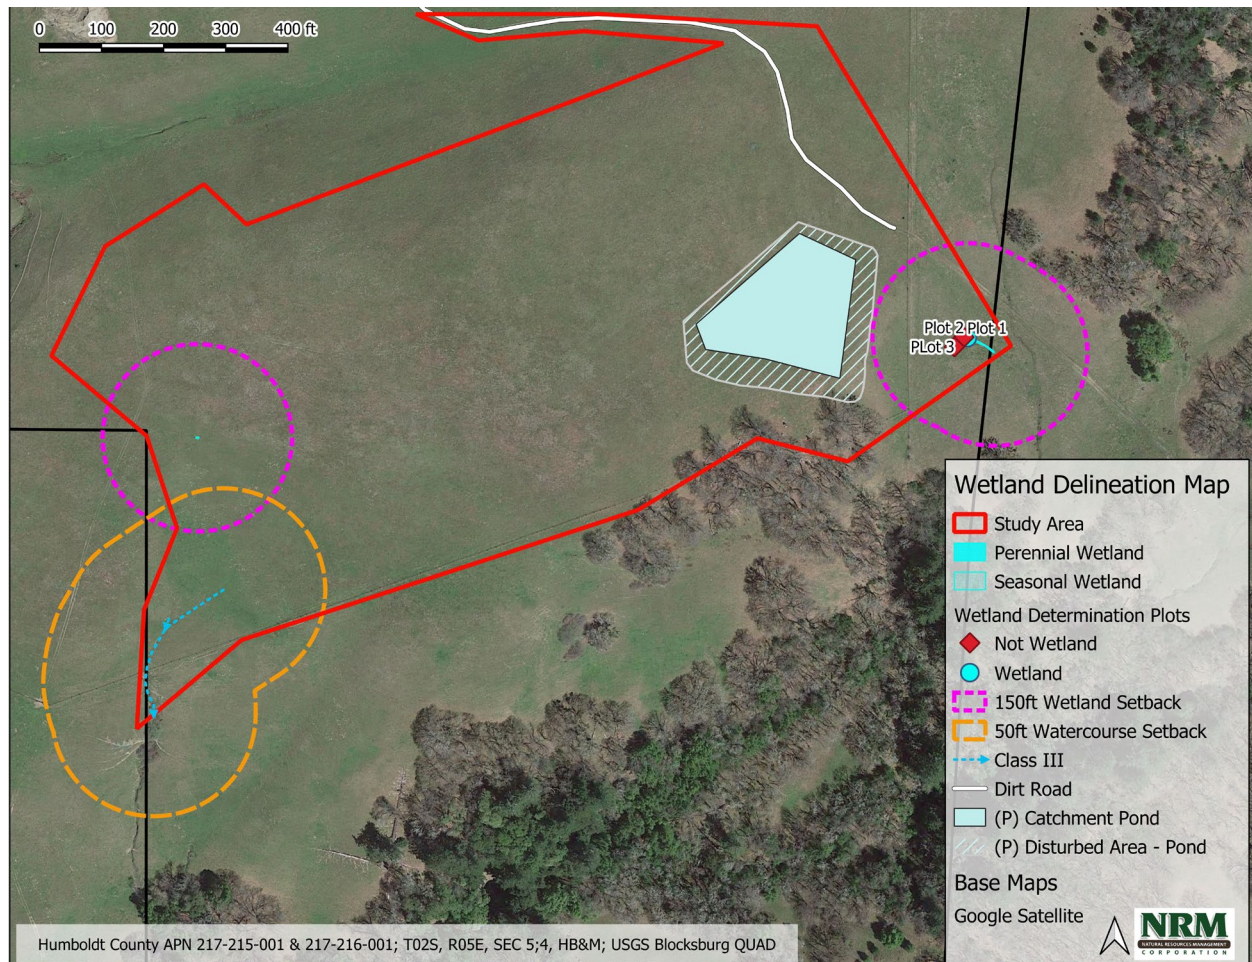 0 100 200 300 400 ft
Plot 2 Plot 1
PLot 3
Wetland Delineation Map
Study Area
Perennial Wetland
Seasonal Wetland
Wetland Determination Plots
Not Wetland
Wetland
150ft Wetland Setback
50ft Watercourse Setback
Class III
Dirt Road
(P) Catchment Pond
(P) Disturbed Area - Pond
Base Maps
Google Satellite
NRM
NATURAL RESOURCES MANAGEMENT
CORPORATION
Humboldt County APN 217-215-001 & 217-216-001; T02S, R05E, SEC 5;4, HB&M; USGS Blocksburg QUAD